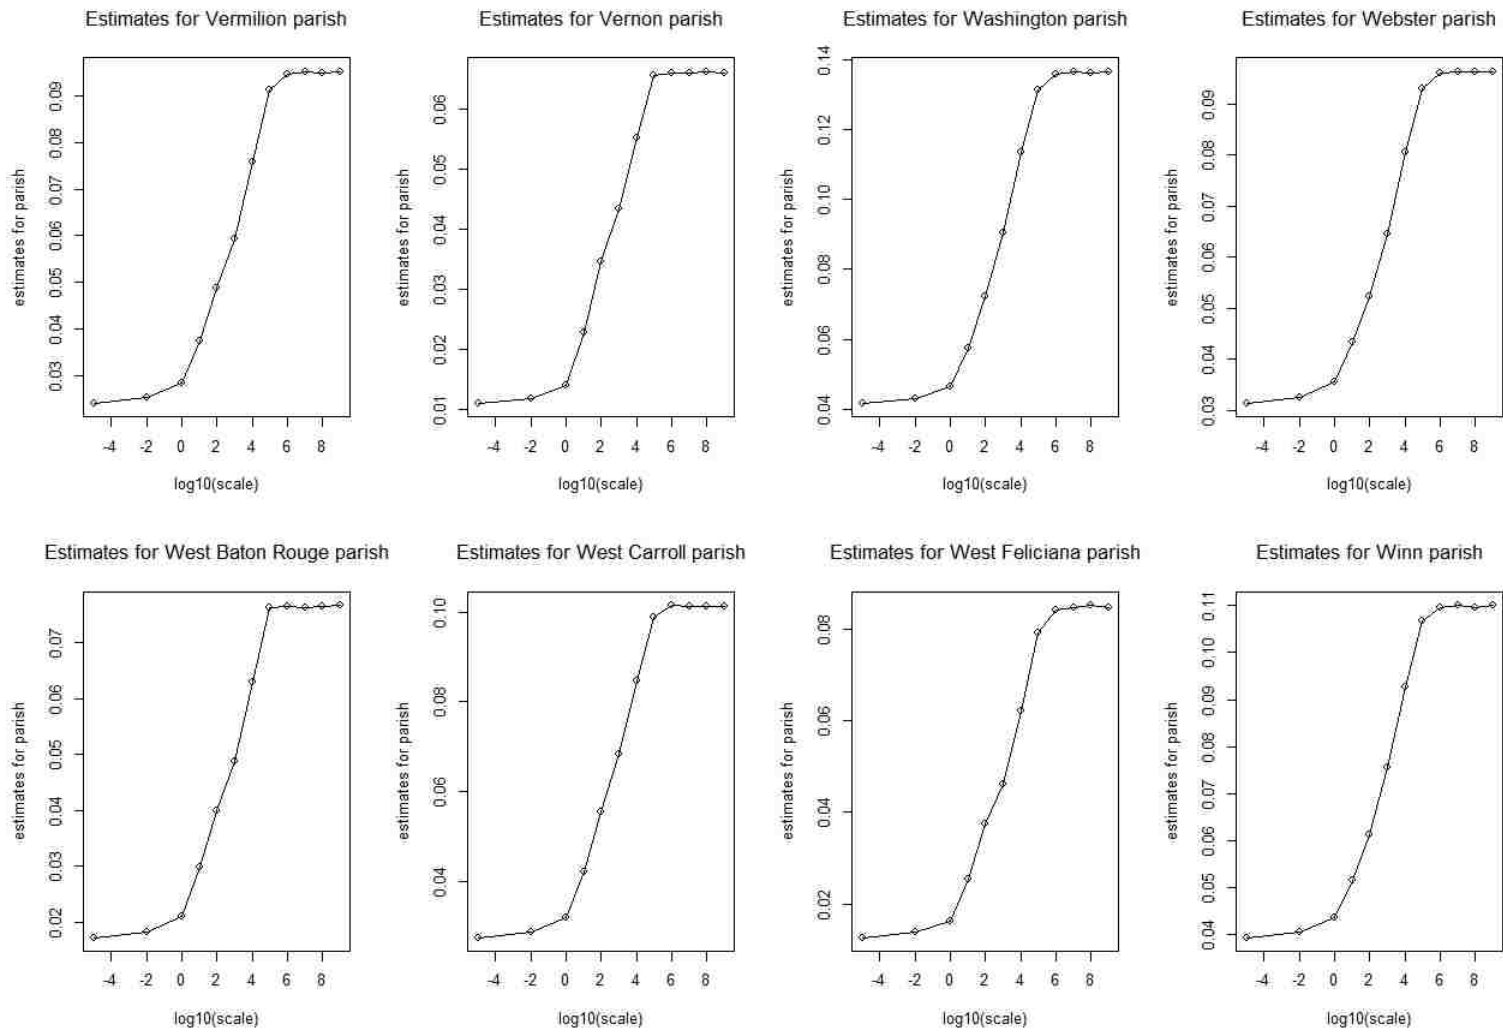 Estimates for Vermilion parish
estimates for parish
0.03 0.04 0.05 0.06 0.07 0.08 0.09
-4 -2 0 2 4 6 8
log10(scale)
Estimates for Vernon parish
estimates for parish
0.01 0.02 0.03 0.04 0.05 0.06
-4 -2 0 2 4 6 8
log10(scale)
Estimates for Washington parish
estimates for parish
0.04 0.06 0.08 0.10 0.12 0.14
-4 -2 0 2 4 6 8
log10(scale)
Estimates for Webster parish
estimates for parish
0.03 0.04 0.05 0.06 0.07 0.08 0.09
-4 -2 0 2 4 6 8
log10(scale)
Estimates for West Baton Rouge parish
estimates for parish
0.02 0.03 0.04 0.05 0.06 0.07
-4 -2 0 2 4 6 8
log10(scale)
Estimates for West Carroll parish
estimates for parish
0.04 0.06 0.08 0.10
-4 -2 0 2 4 6 8
log10(scale)
Estimates for West Feliciana parish
estimates for parish
0.02 0.04 0.06 0.08
-4 -2 0 2 4 6 8
log10(scale)
Estimates for Winn parish
estimates for parish
0.04 0.05 0.06 0.07 0.08 0.09 0.10 0.11
-4 -2 0 2 4 6 8
log10(scale)